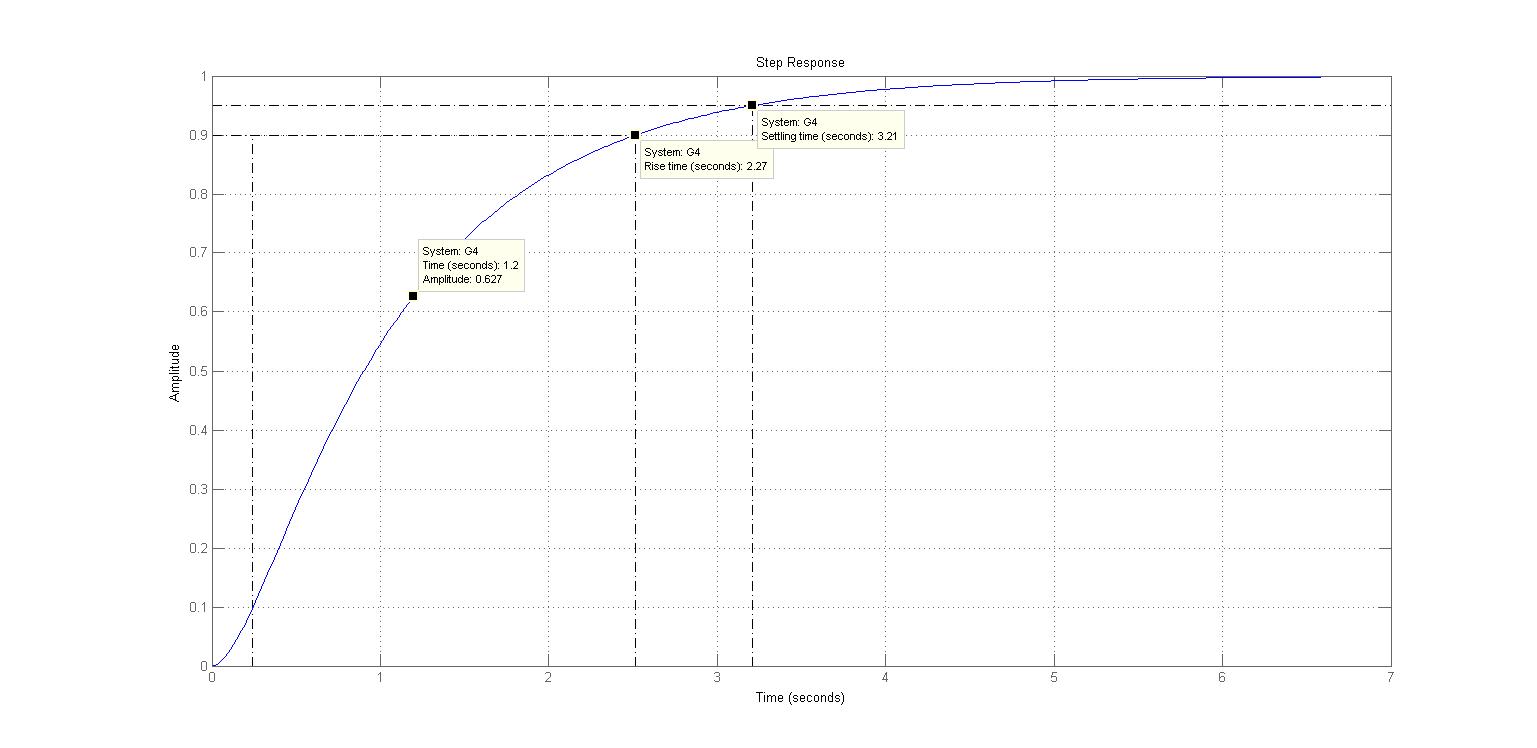 Step Response
1
System: G4
Settling time (seconds): 3.21
0.9
System: G4
Rise time (seconds): 2.27
0.8
0.7
System: G4
Time (seconds): 1.2
Amplitude: 0.627
0.6
Amplitude
0.5
0.4
0.3
0.2
0.1
0
0 1 2 3 4 5 6 7
Time (seconds)